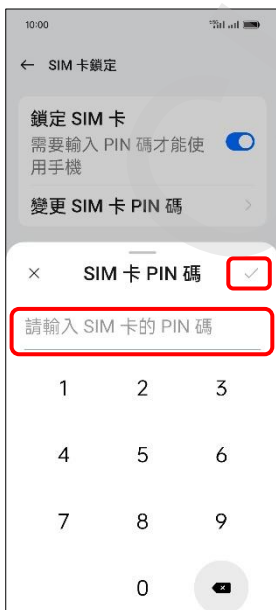 10:00
SIM 卡鎖定
鎖定 SIM 卡
需要輸入 PIN 碼才能使
用手機
變更 SIM 卡 PIN 碼
SIM 卡 PIN 碼
請輸入 SIM 卡的 PIN 碼
1 2 3
4 5 6
7 8 9
0